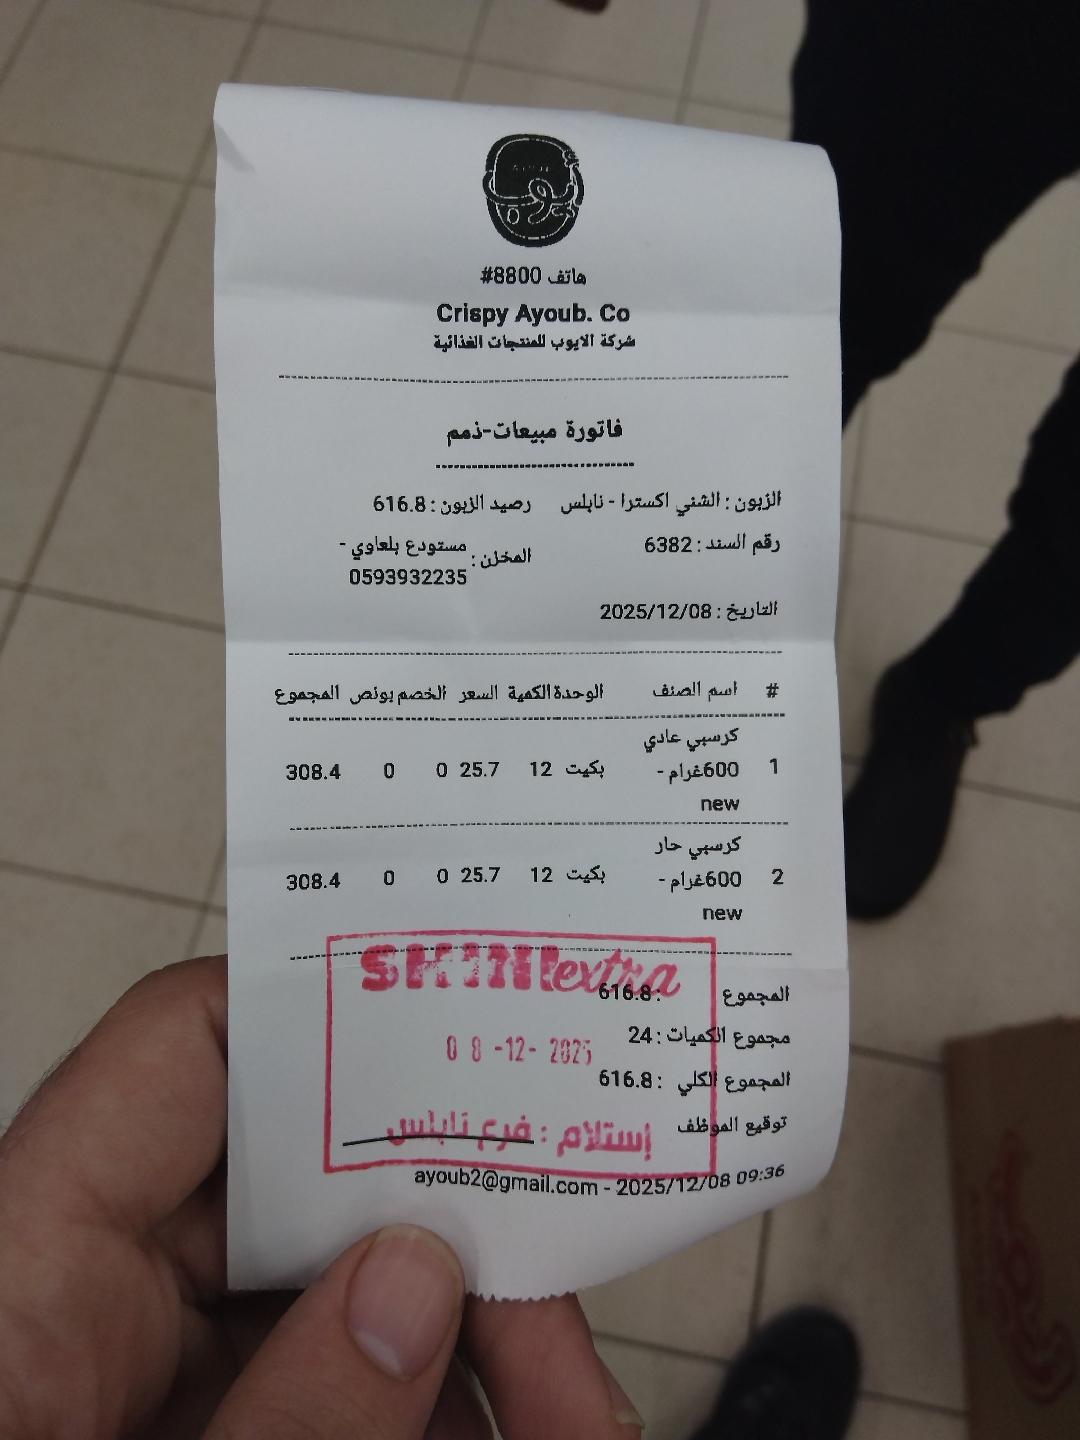 هاتف 8800#
Crispy Ayoub. Co
شركة الايوب للمنتجات الغذائية
فاتورة مبيعات-ذمم
الزبون : الشني اكسترا - نابلس رصيد الزبون : 616.8
رقم السند : 6382 المخزن : مستودع بلعاوي - 0593932235
التاريخ : 2025/12/08
# اسم الصنف الوحدة الكمية السعر الخصم بونص المجموع
1 كرسبي عادي 600غرام - new بكيت 12 25.7 0 0 308.4
2 كرسبي حار 600غرام - new بكيت 12 25.7 0 0 308.4
SHINI extra
المجموع : 616.8
مجموع الكميات : 24
08-12-2025
المجموع الكلي : 616.8
توقيع الموظف
إستلام : فرع نابلس
ayoub2@gmail.com - 2025/12/08 09:36